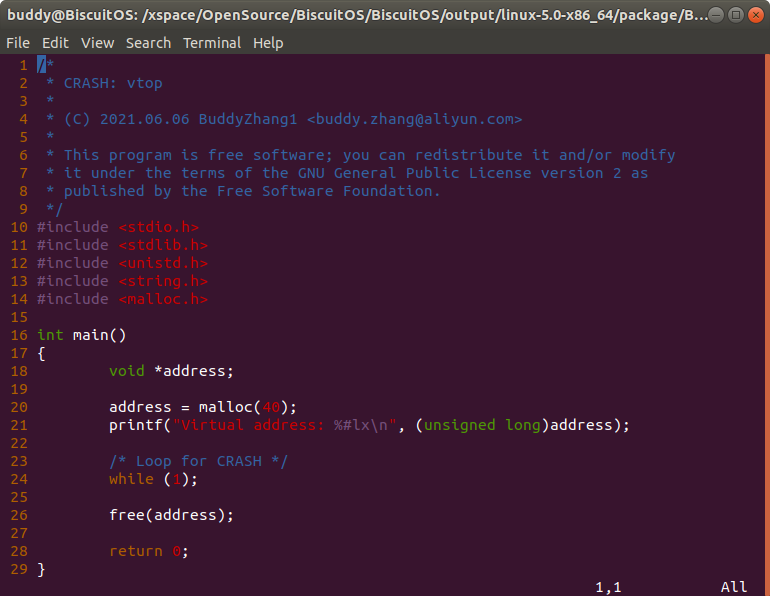 buddy@BiscuitOS: /xspace/OpenSource/BiscuitOS/BiscuitOS/output/linux-5.0-x86_64/package/B...
File Edit View Search Terminal Help
1 /*
2  * CRASH: vtop
3  *
4  * (C) 2021.06.06 BuddyZhang1 <buddy.zhang@aliyun.com>
5  *
6  * This program is free software; you can redistribute it and/or modify
7  * it under the terms of the GNU General Public License version 2 as
8  * published by the Free Software Foundation.
9  */
10 #include <stdio.h>
11 #include <stdlib.h>
12 #include <unistd.h>
13 #include <string.h>
14 #include <malloc.h>
15
16 int main()
17 {
18         void *address;
19
20         address = malloc(40);
21         printf("Virtual address: %#lx\n", (unsigned long)address);
22
23         /* Loop for CRASH */
24         while (1);
25
26         free(address);
27
28         return 0;
29 }
1,1 All